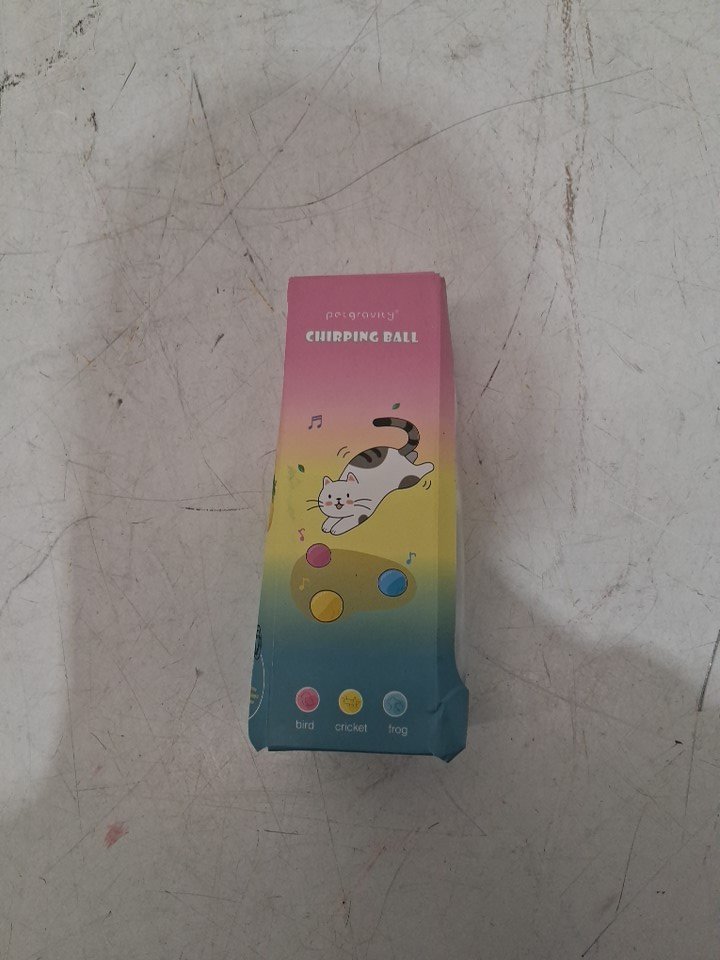 petgravity®
CHIRPING BALL
bird cricket frog